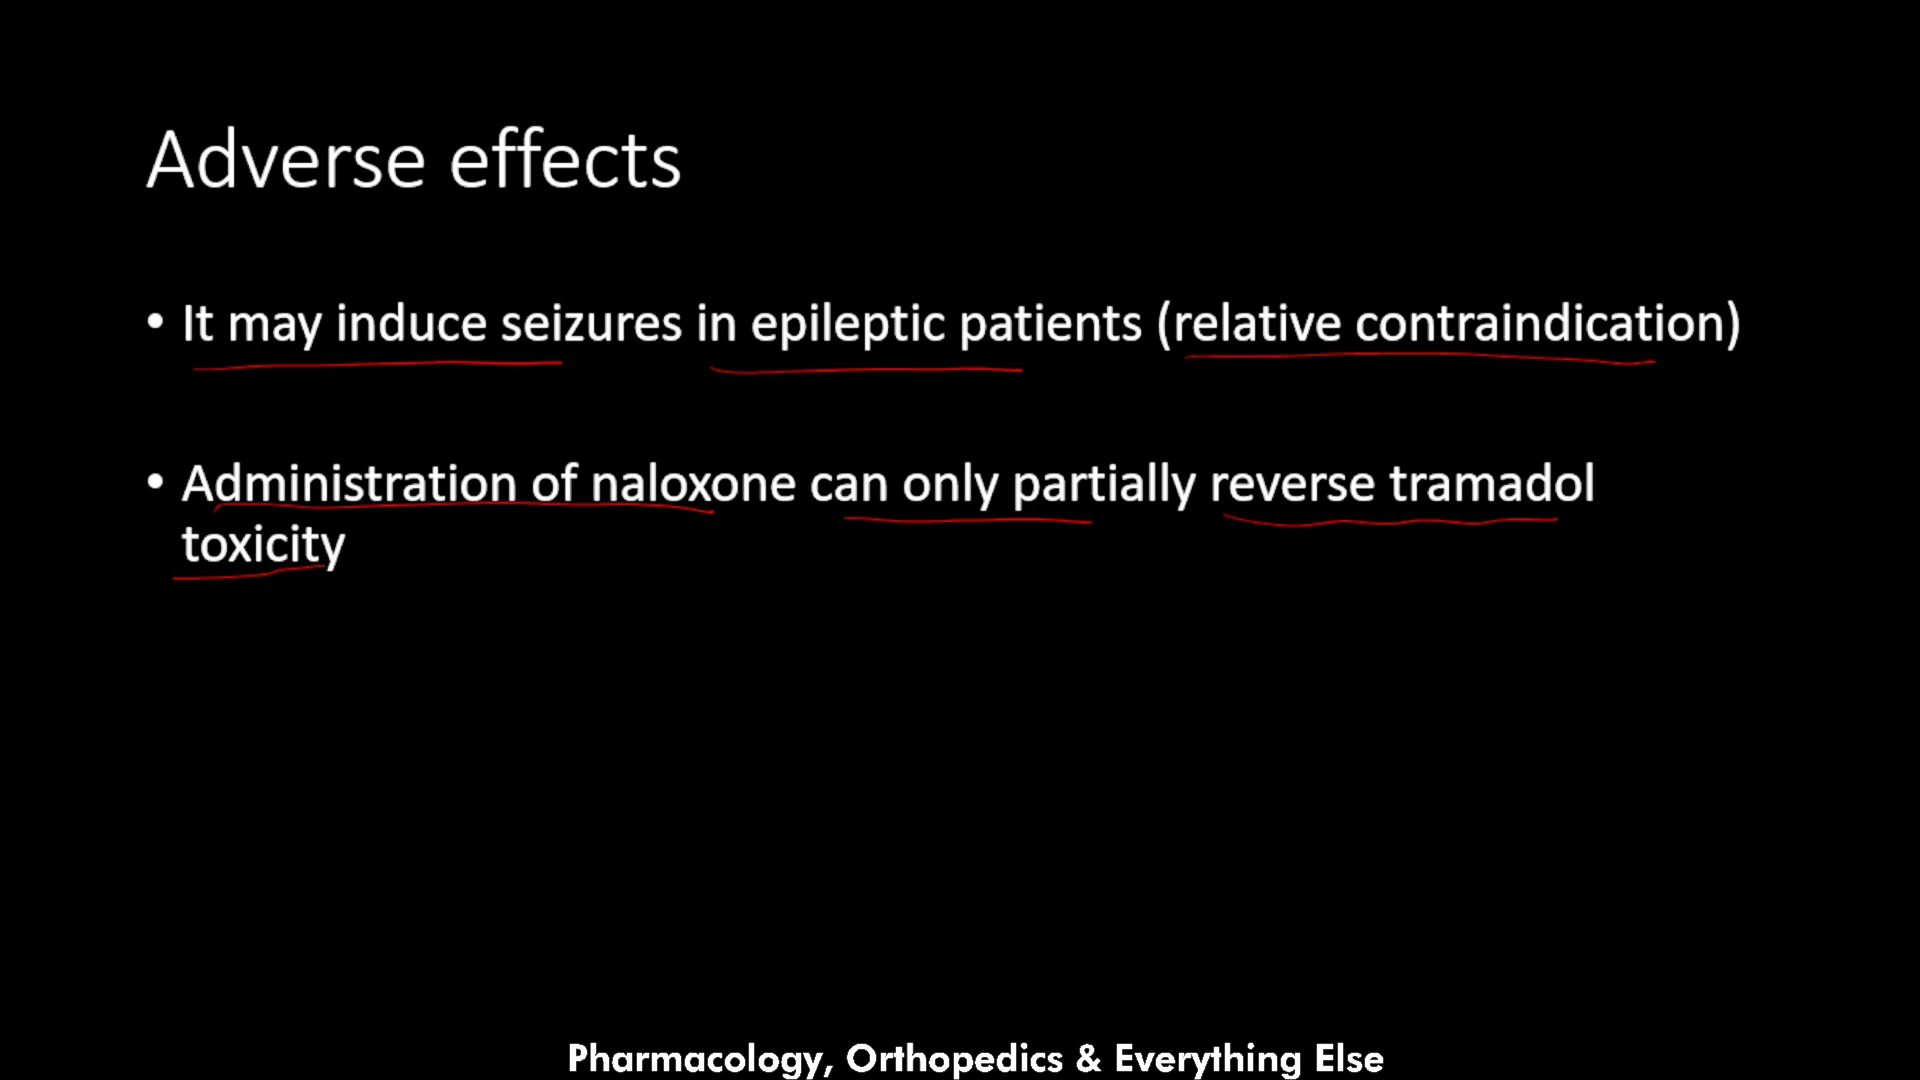 Adverse effects
• It may induce seizures in epileptic patients (relative contraindication)
• Administration of naloxone can only partially reverse tramadol
toxicity
Pharmacology, Orthopedics & Everything Else